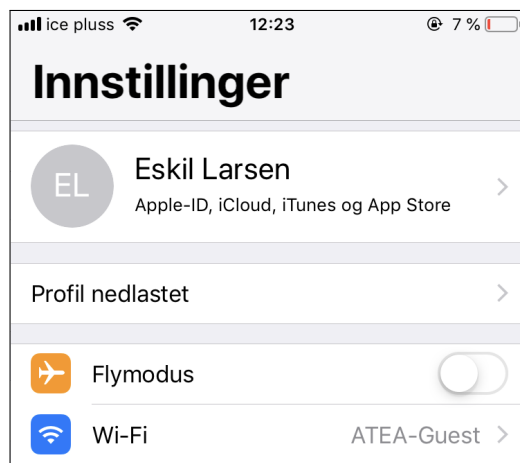 ice pluss 12:23 7 %
Innstillinger
EL
Eskil Larsen
Apple-ID, iCloud, iTunes og App Store
Profil nedlastet
Flymodus
Wi-Fi ATEA-Guest